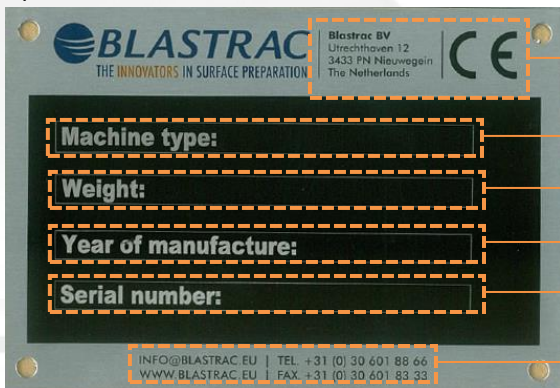 BLASTRAC
THE INNOVATORS IN SURFACE PREPARATION
Blastrac BV
Utrechthaven 12
3433 PN Nieuwegein
The Netherlands
CE
Machine type:
Weight:
Year of manufacture:
Serial number:
INFO@BLASTRAC.EU | TEL. +31 (0) 30 601 88 66
WWW.BLASTRAC.EU | FAX +31 (0) 30 601 83 33